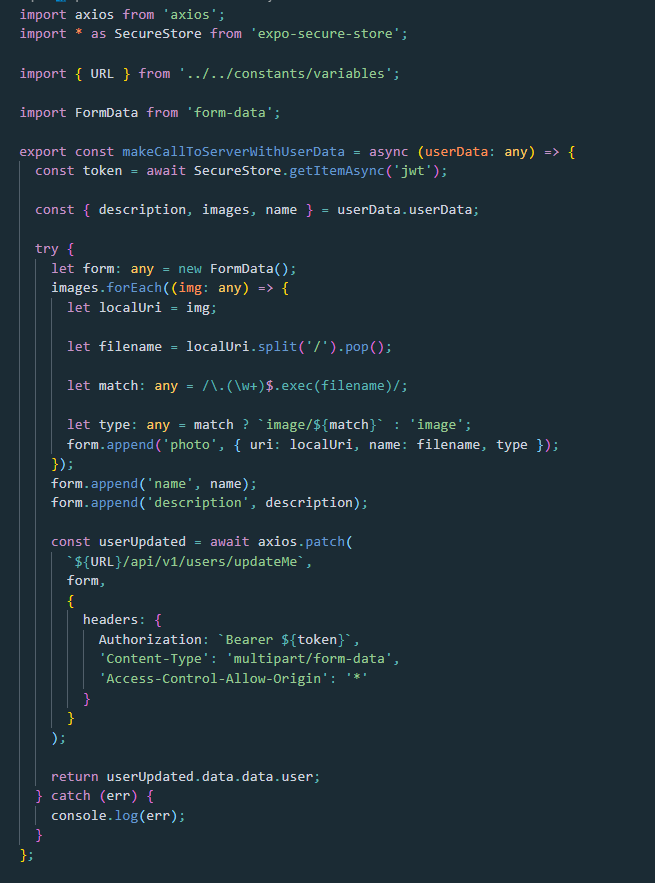 import axios from 'axios';
import * as SecureStore from 'expo-secure-store';
import { URL } from '../../constants/variables';
import FormData from 'form-data';
export const makeCallToServerWithUserData = async (userData: any) => {
const token = await SecureStore.getItemAsync('jwt');
const { description, images, name } = userData.userData;
try {
let form: any = new FormData();
images.forEach((img: any) => {
let localUri = img;
let filename = localUri.split('/').pop();
let match: any = /\.(\w+)$.exec(filename)/;
let type: any = match ? `image/${match}` : 'image';
form.append('photo', { uri: localUri, name: filename, type });
});
form.append('name', name);
form.append('description', description);
const userUpdated = await axios.patch(
`${URL}/api/v1/users/updateMe`,
form,
{
headers: {
Authorization: `Bearer ${token}`,
'Content-Type': 'multipart/form-data',
'Access-Control-Allow-Origin': '*'
}
}
);
return userUpdated.data.data.user;
} catch (err) {
console.log(err);
}
};